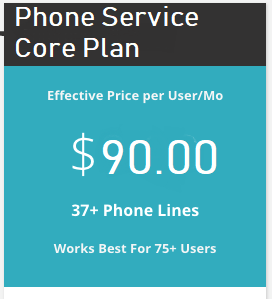 Phone Service
Core Plan
Effective Price per User/Mo
$90.00
37+ Phone Lines
Works Best For 75+ Users